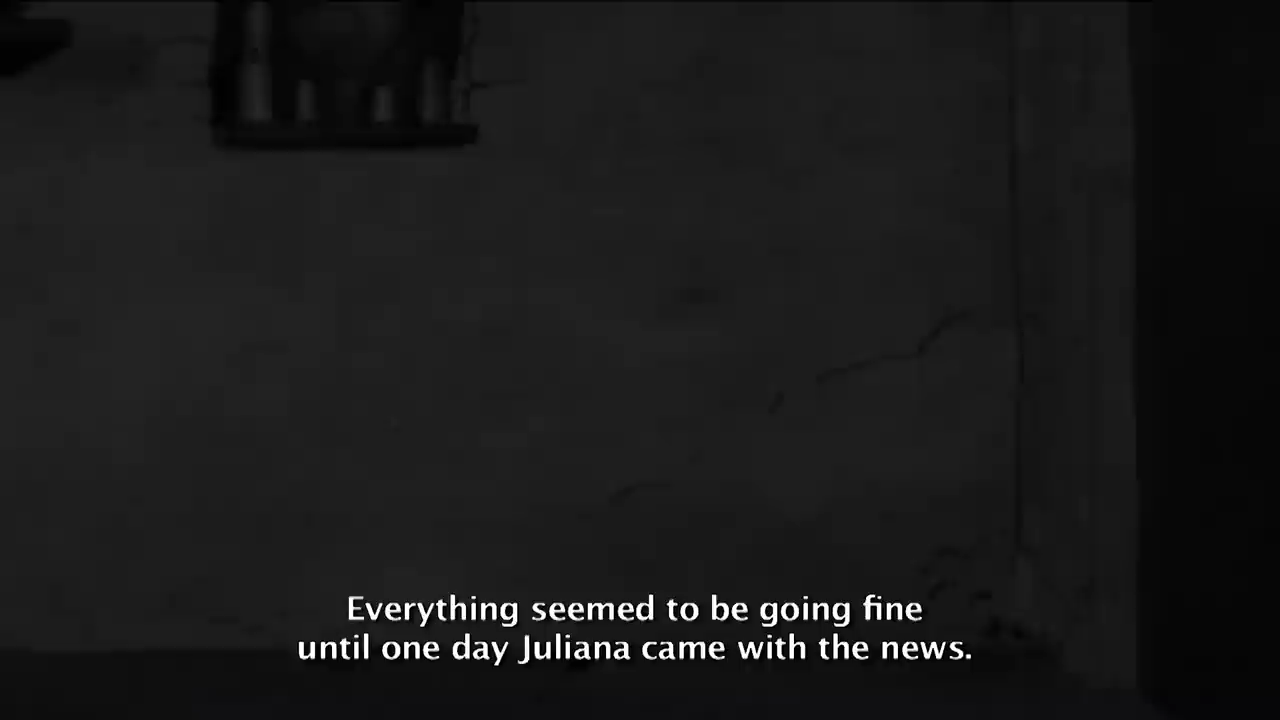 Everything seemed to be going fine
until one day Juliana came with the news.